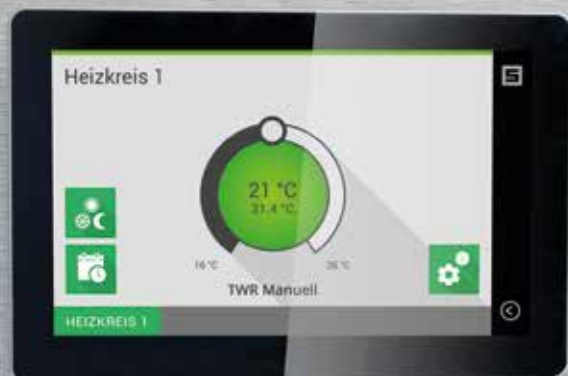 Heizkreis 1
21 °C
21.4 °C
16 °C
26 °C
TWR Manuell
HEIZKREIS 1